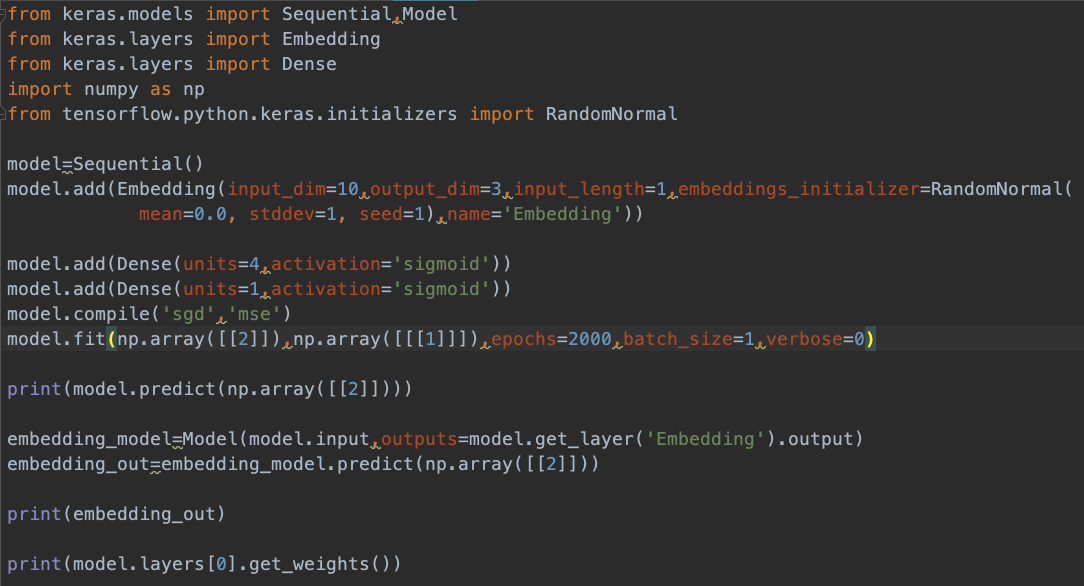 from keras.models import Sequential,Model
from keras.layers import Embedding
from keras.layers import Dense
import numpy as np
from tensorflow.python.keras.initializers import RandomNormal
model=Sequential()
model.add(Embedding(input_dim=10,output_dim=3,input_length=1,embeddings_initializer=RandomNormal(
            mean=0.0, stddev=1, seed=1),name='Embedding'))
model.add(Dense(units=4,activation='sigmoid'))
model.add(Dense(units=1,activation='sigmoid'))
model.compile('sgd','mse')
model.fit(np.array([[2]]),np.array([[[1]]]),epochs=2000,batch_size=1,verbose=0)
print(model.predict(np.array([[2]])))
embedding_model=Model(model.input,outputs=model.get_layer('Embedding').output)
embedding_out=embedding_model.predict(np.array([[2]]))
print(embedding_out)
print(model.layers[0].get_weights())